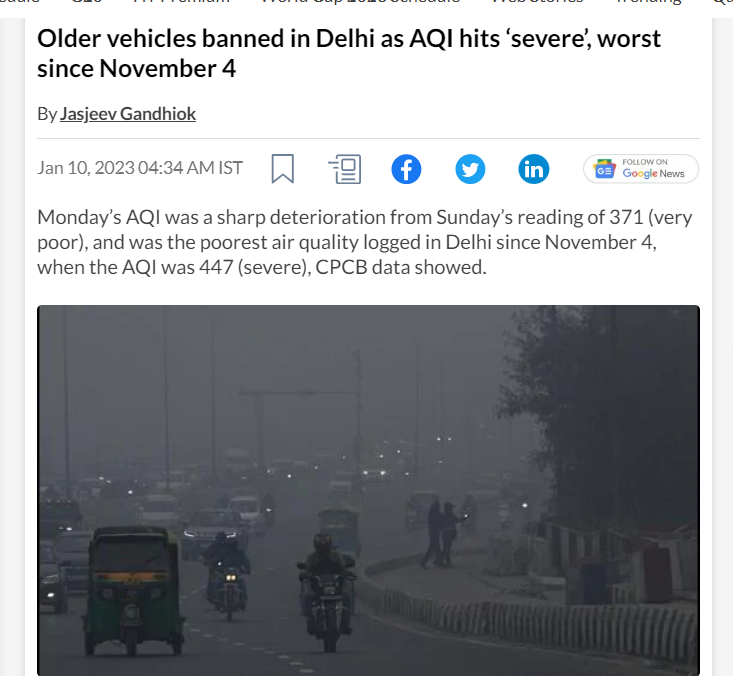 Older vehicles banned in Delhi as AQI hits ‘severe’, worst
since November 4
By Jasjeev Gandhiok
Jan 10, 2023 04:34 AM IST
FOLLOW ON
Google News
Monday’s AQI was a sharp deterioration from Sunday’s reading of 371 (very
poor), and was the poorest air quality logged in Delhi since November 4,
when the AQI was 447 (severe), CPCB data showed.